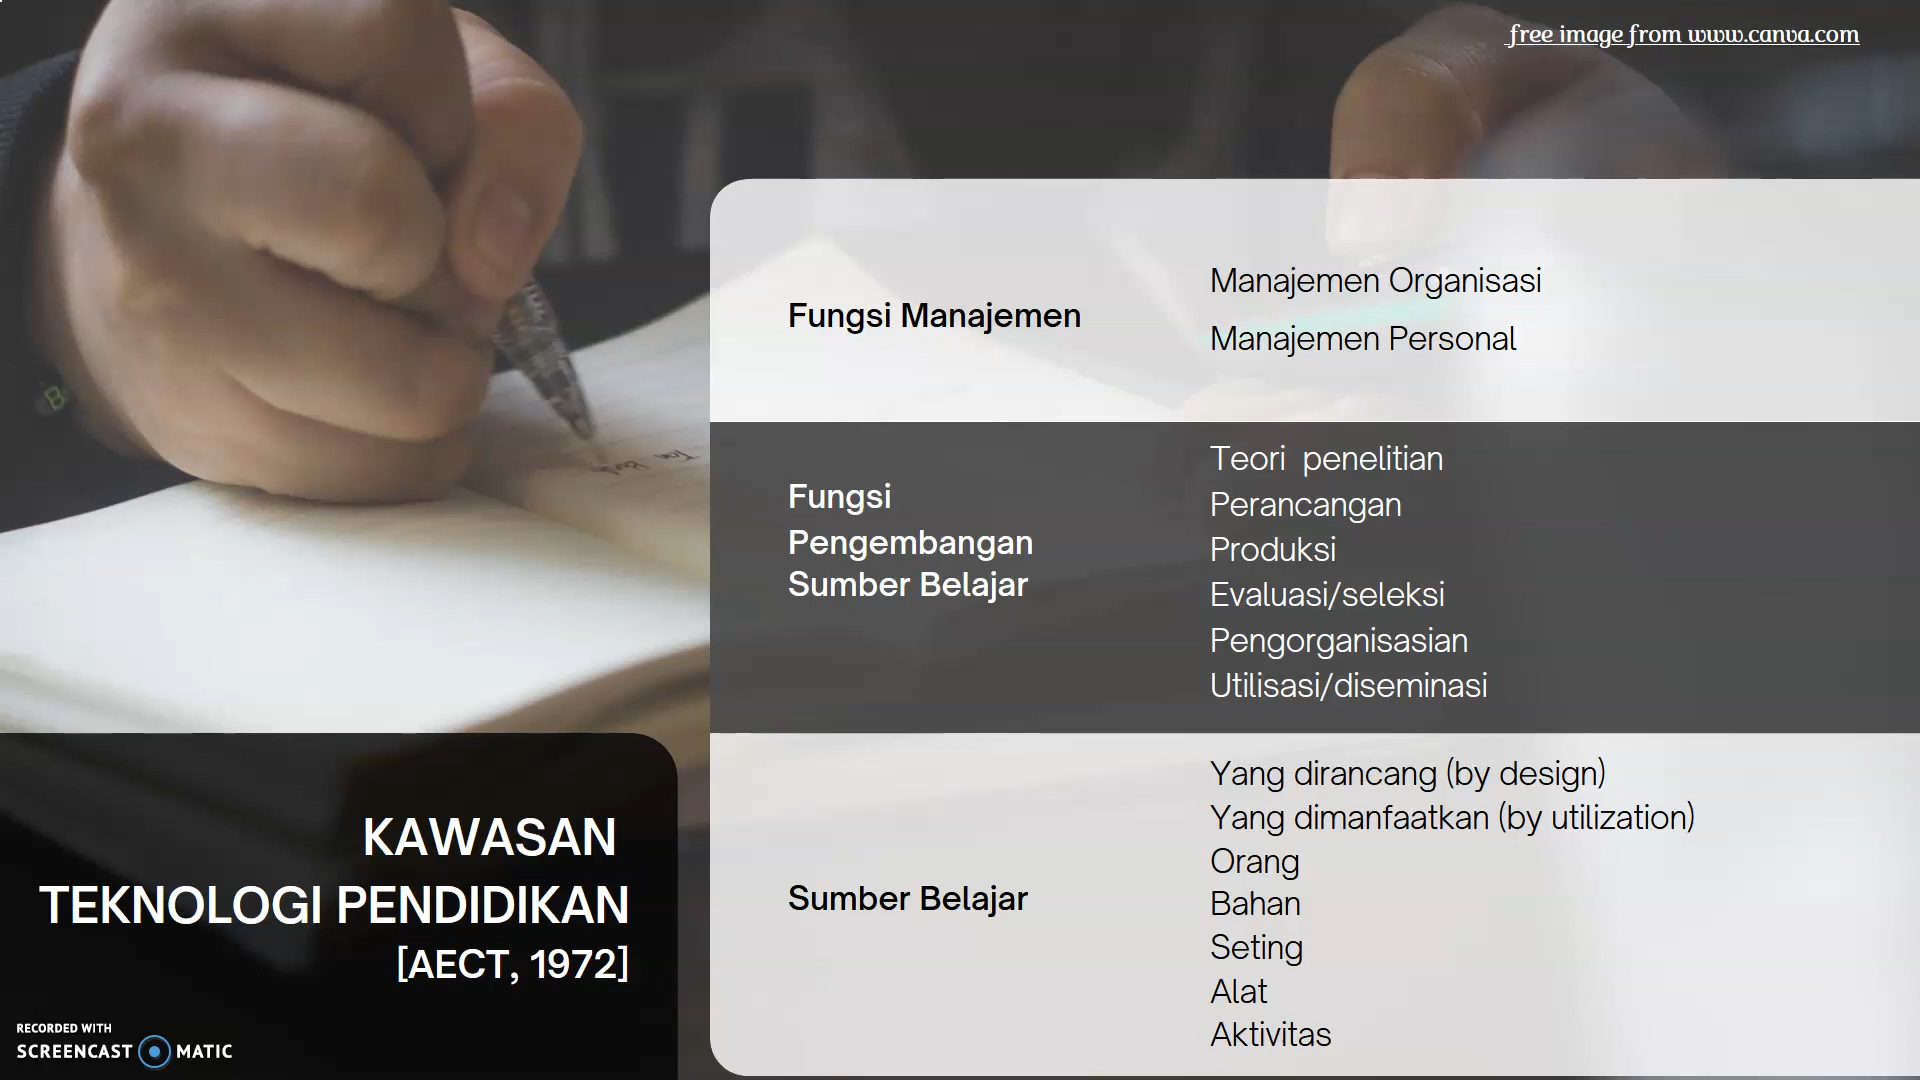 free image from www.canva.com
Fungsi Manajemen
Manajemen Organisasi
Manajemen Personal
Fungsi
Pengembangan
Sumber Belajar
Teori penelitian
Perancangan
Produksi
Evaluasi/seleksi
Pengorganisasian
Utilisasi/diseminasi
Sumber Belajar
Yang dirancang (by design)
Yang dimanfaatkan (by utilization)
Orang
Bahan
Seting
Alat
Aktivitas
KAWASAN
TEKNOLOGI PENDIDIKAN
[AECT, 1972]
RECORDED WITH
SCREENCAST MATIC